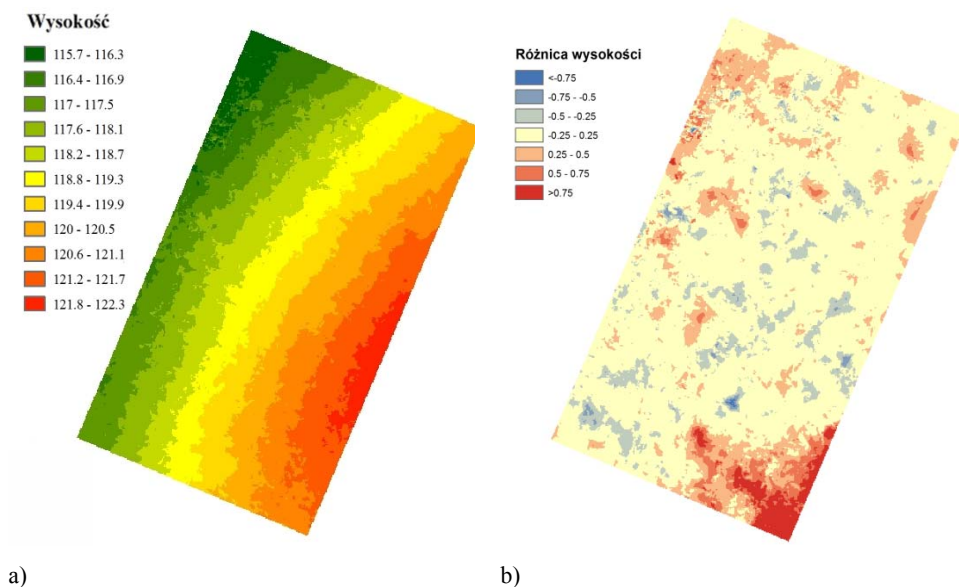 Wysokość
115.7 - 116.3
116.4 - 116.9
117 - 117.5
117.6 - 118.1
118.2 - 118.7
118.8 - 119.3
119.4 - 119.9
120 - 120.5
120.6 - 121.1
121.2 - 121.7
121.8 - 122.3
Różnica wysokości
<-0.75
-0.75 - -0.5
-0.5 - -0.25
-0.25 - 0.25
0.25 - 0.5
0.5 - 0.75
>0.75
a)
b)